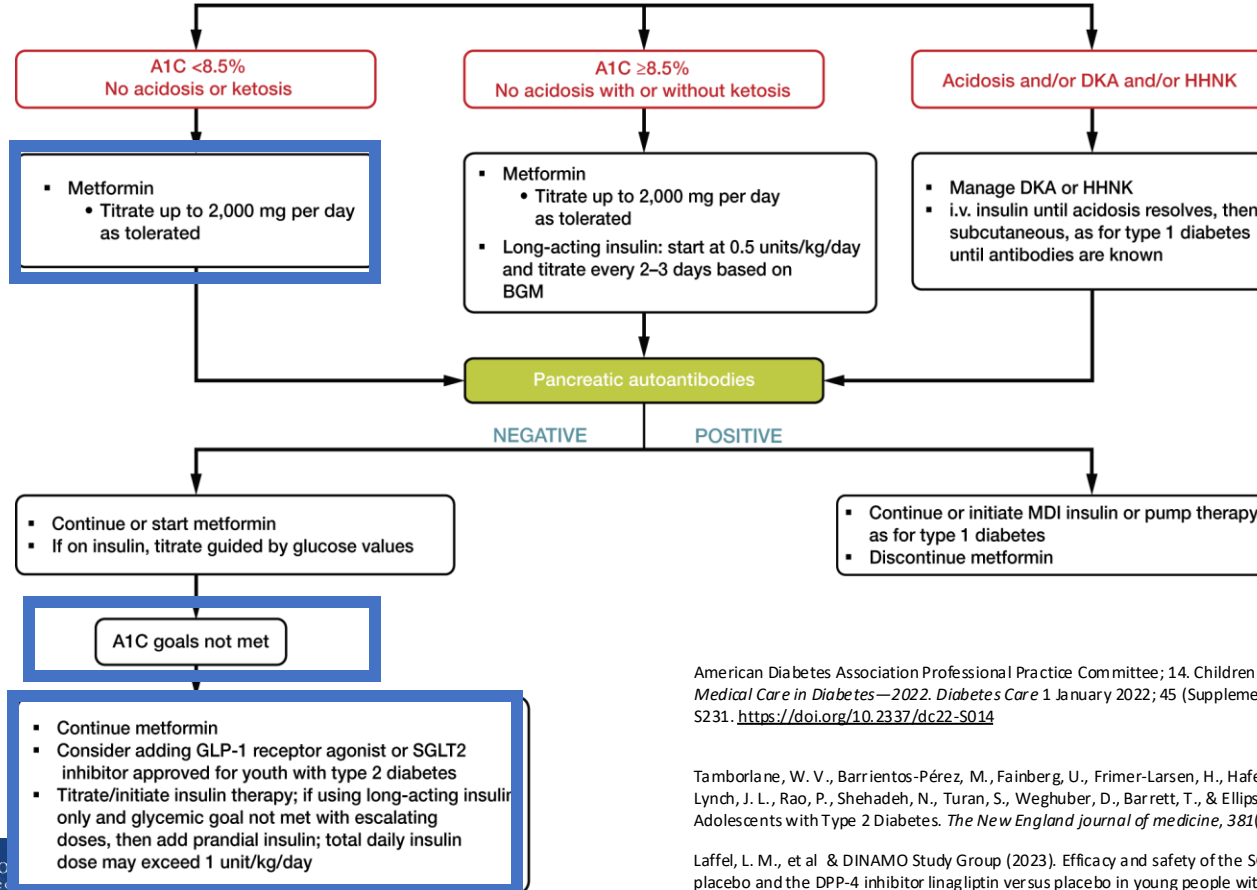 A1C <8.5%
No acidosis or ketosis
A1C ≥8.5%
No acidosis with or without ketosis
Acidosis and/or DKA and/or HHNK
▪ Metformin
• Titrate up to 2,000 mg per day
as tolerated
▪ Metformin
• Titrate up to 2,000 mg per day
as tolerated
▪ Long-acting insulin: start at 0.5 units/kg/day
and titrate every 2–3 days based on
BGM
▪ Manage DKA or HHNK
▪ i.v. insulin until acidosis resolves, then
subcutaneous, as for type 1 diabetes
until antibodies are known
Pancreatic autoantibodies
NEGATIVE
POSITIVE
▪ Continue or start metformin
▪ If on insulin, titrate guided by glucose values
▪ Continue or initiate MDI insulin or pump therapy
as for type 1 diabetes
▪ Discontinue metformin
A1C goals not met
▪ Continue metformin
▪ Consider adding GLP-1 receptor agonist or SGLT2
inhibitor approved for youth with type 2 diabetes
▪ Titrate/initiate insulin therapy; if using long-acting insulin
only and glycemic goal not met with escalating
doses, then add prandial insulin; total daily insulin
dose may exceed 1 unit/kg/day
American Diabetes Association Professional Practice Committee; 14. Children
Medical Care in Diabetes—2022. Diabetes Care 1 January 2022; 45 (Suppleme
S231. https://doi.org/10.2337/dc22-S014
Tamborlane, W. V., Barrientos-Pérez, M., Fainberg, U., Frimer-Larsen, H., Hafe
Lynch, J. L., Rao, P., Shehadeh, N., Turan, S., Weghuber, D., Barrett, T., & Ellips
Adolescents with Type 2 Diabetes. The New England journal of medicine, 381(
Laffel, L. M., et al & DINAMO Study Group (2023). Efficacy and safety of the S
placebo and the DPP-4 inhibitor linagliptin versus placebo in young people wit